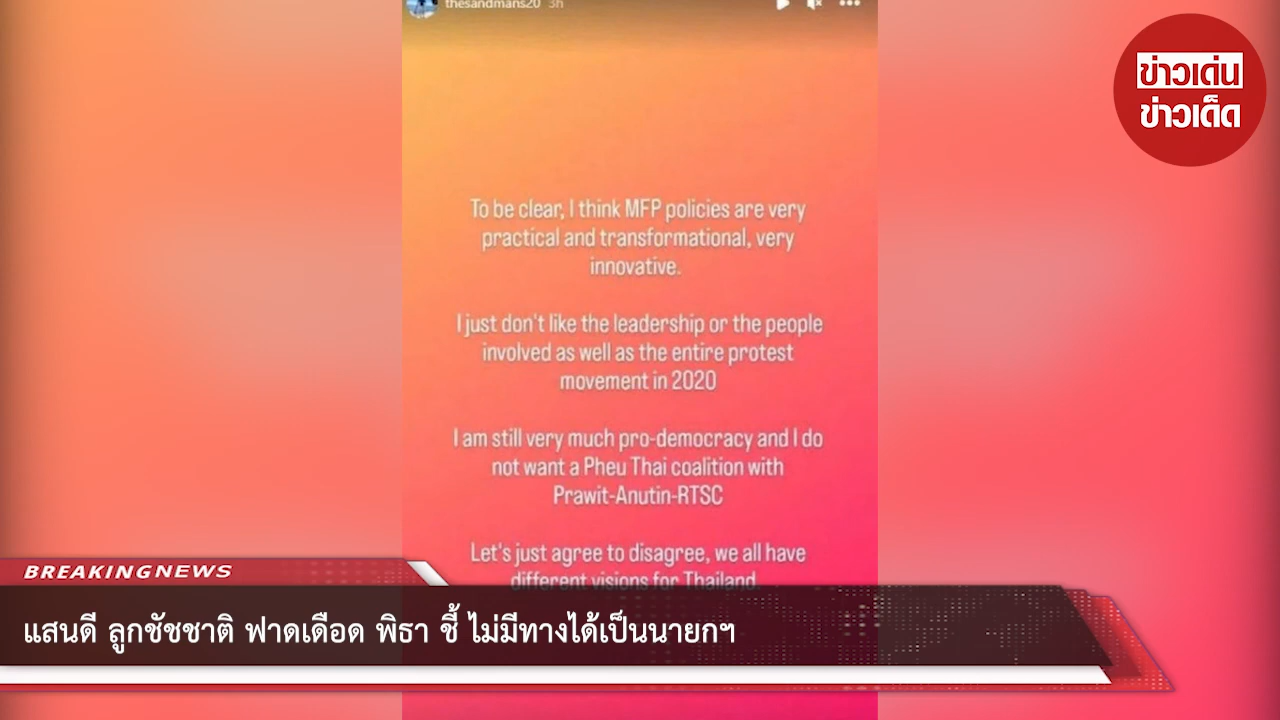 thesandmans20 3h
ข่าวเด่น
ข่าวเด็ด
To be clear, I think MFP policies are very
practical and transformational, very
innovative.
I just don't like the leadership or the people
involved as well as the entire protest
movement in 2020
I am still very much pro-democracy and I do
not want a Pheu Thai coalition with
Prawit-Anutin-RTSC
Let's just agree to disagree, we all have
different visions for Thailand.
BREAKINGNEWS
แสนดี ลูกชัชชาติ ฟาดเดือด พิธา ชี้ ไม่มีทางได้เป็นนายกฯ